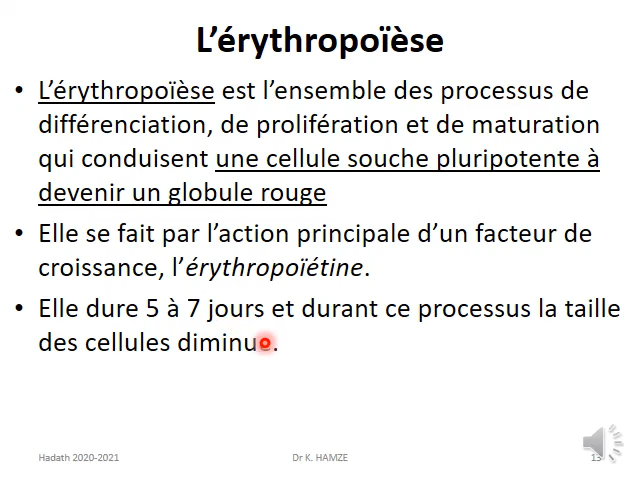 L’érythropoïèse
• L’érythropoïèse est l’ensemble des processus de
différenciation, de prolifération et de maturation
qui conduisent une cellule souche pluripotente à
devenir un globule rouge
• Elle se fait par l’action principale d’un facteur de
croissance, l’érythropoïétine.
• Elle dure 5 à 7 jours et durant ce processus la taille
des cellules diminue.
Hadath 2020-2021 Dr K. HAMZE 13